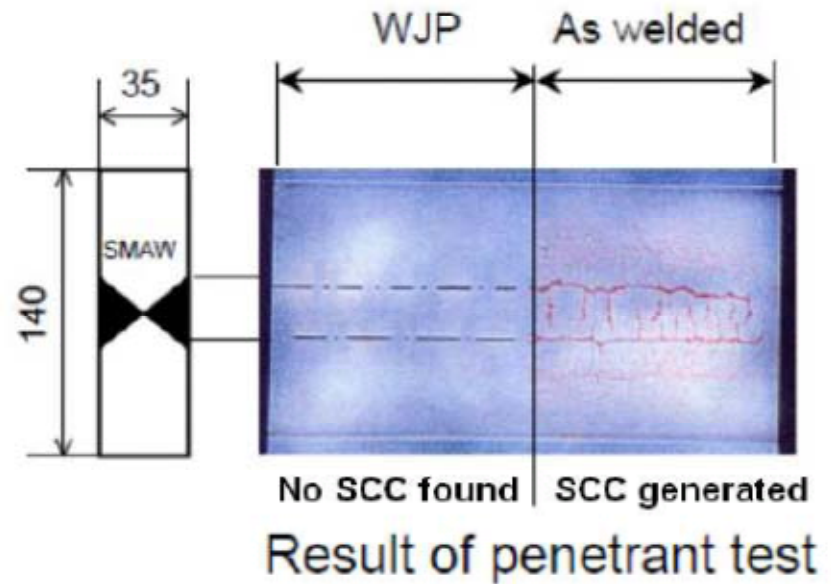 WJP As welded
35
SMAW
140
No SCC found SCC generated
Result of penetrant test